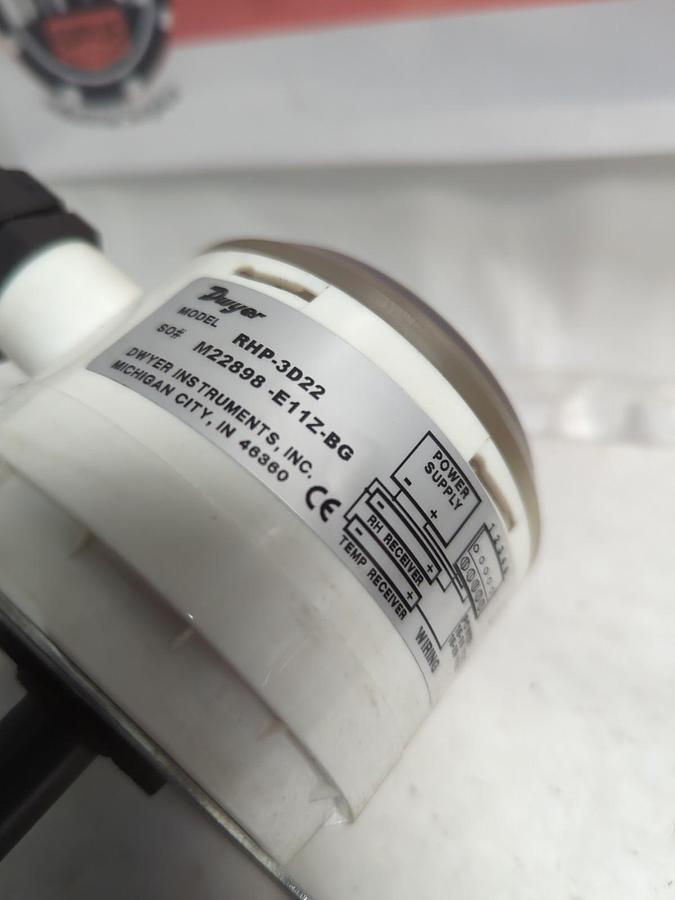 Dwyer
MODEL RHP-3D22
SO# M22898 -E11Z-BG
DWYER INSTRUMENTS, INC.
MICHIGAN CITY, IN 46360
CE
POWER
SUPPLY
- +
- RH RECEIVER +
- TEMP RECEIVER +
WIRING